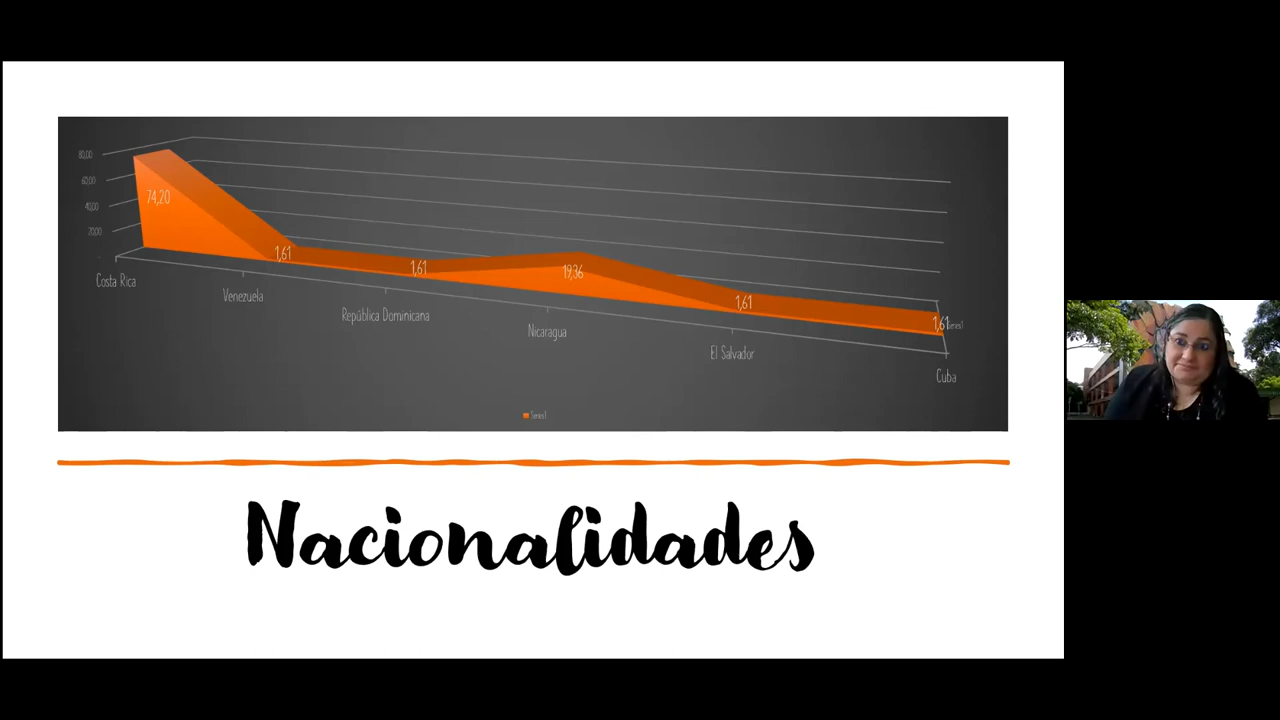 80,00
60,00
40,00
20,00
-
74,20
1,61
1,61
19,36
1,61
1,61
Series1
Costa Rica
Venezuela
República Dominicana
Nicaragua
El Salvador
Cuba
Series1
Nacionalidades